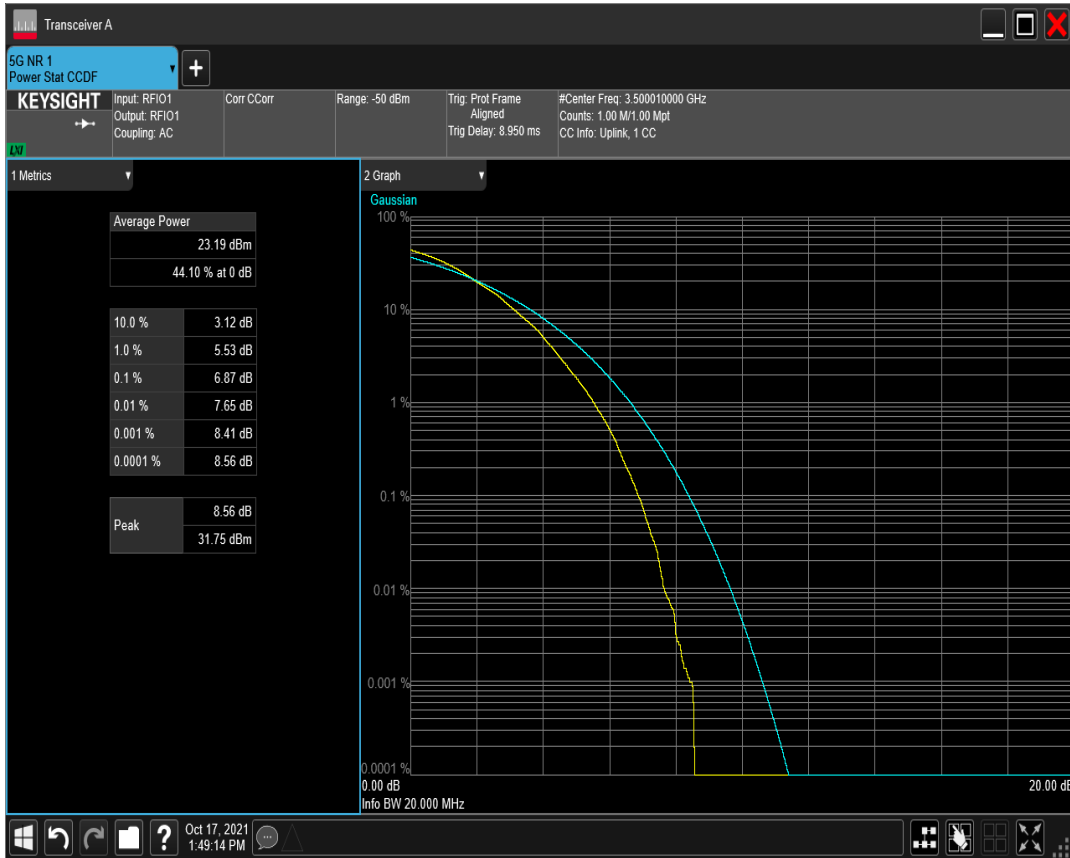 Transceiver A
5G NR 1
Power Stat CCDF
KEYSIGHT
LXI
Input: RFIO1
Output: RFIO1
Coupling: AC
Corr CCorr
Range: -50 dBm
Trig: Prot Frame
Aligned
Trig Delay: 8.950 ms
#Center Freq: 3.500010000 GHz
Counts: 1.00 M/1.00 Mpt
CC Info: Uplink, 1 CC
1 Metrics
Average Power
23.19 dBm
44.10 % at 0 dB
10.0 % 3.12 dB
1.0 % 5.53 dB
0.1 % 6.87 dB
0.01 % 7.65 dB
0.001 % 8.41 dB
0.0001 % 8.56 dB
Peak
8.56 dB
31.75 dBm
2 Graph
Gaussian
100 %
10 %
1 %
0.1 %
0.01 %
0.001 %
0.0001 %
0.00 dB 20.00 dB
Info BW 20.000 MHz
?
Oct 17, 2021
1:49:14 PM